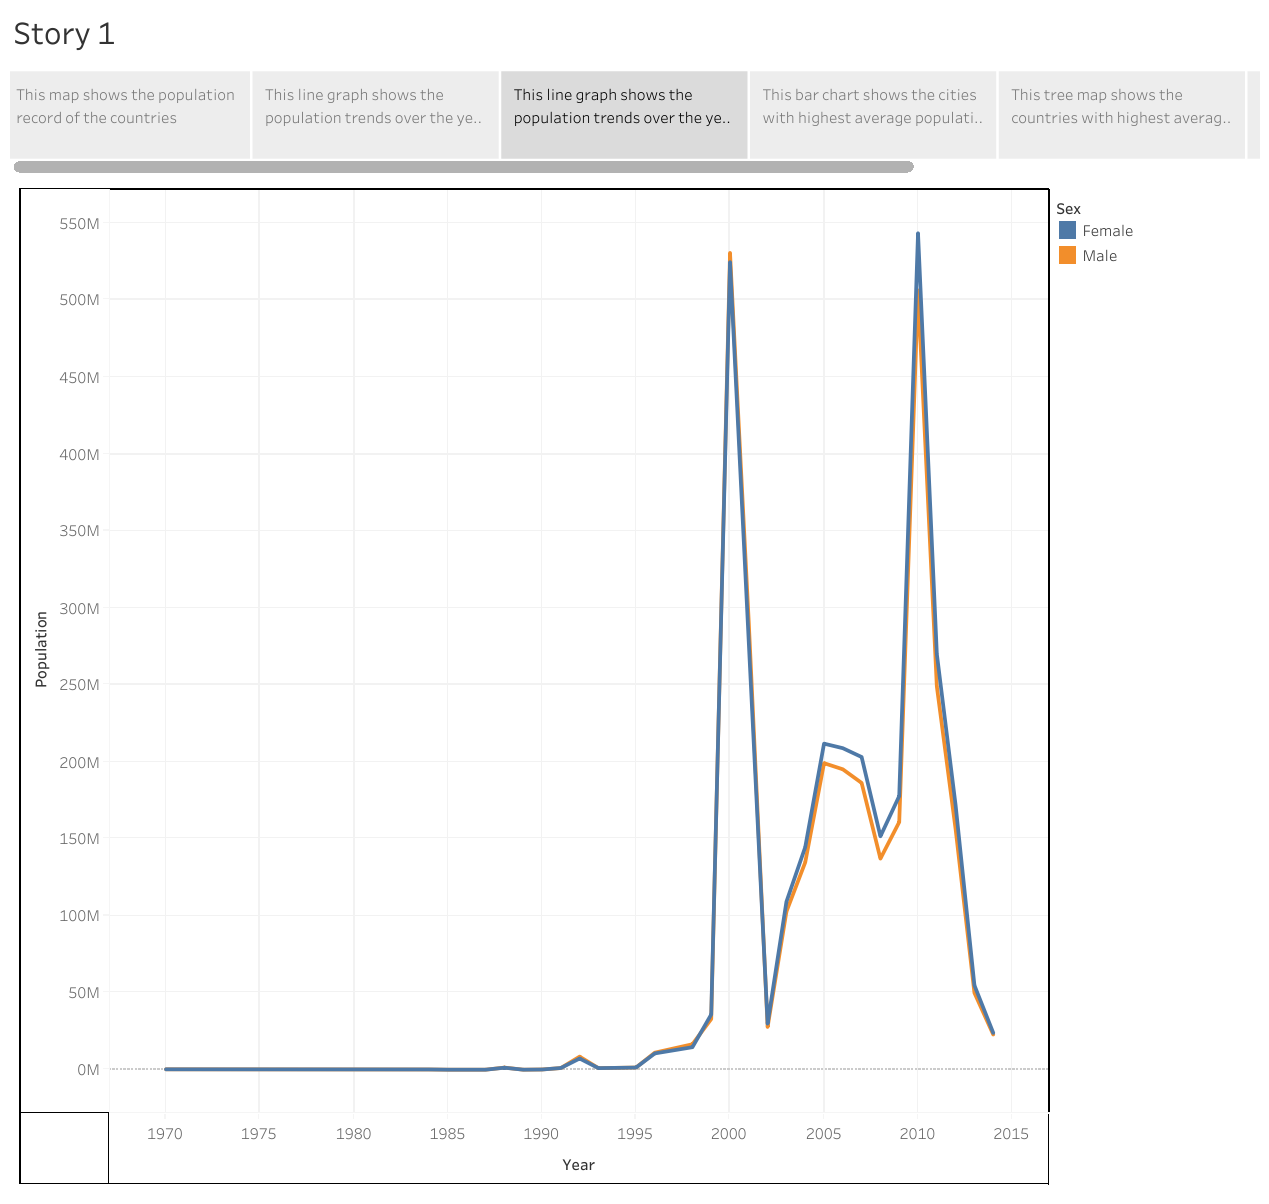 Story 1
This map shows the population
record of the countries
This line graph shows the
population trends over the ye..
This line graph shows the
population trends over the ye..
This bar chart shows the cities
with highest average populati..
This tree map shows the
countries with highest averag..
Sex
Female
Male
550M
500M
450M
400M
350M
300M
250M
200M
150M
100M
50M
0M
Population
1970 1975 1980 1985 1990 1995 2000 2005 2010 2015
Year